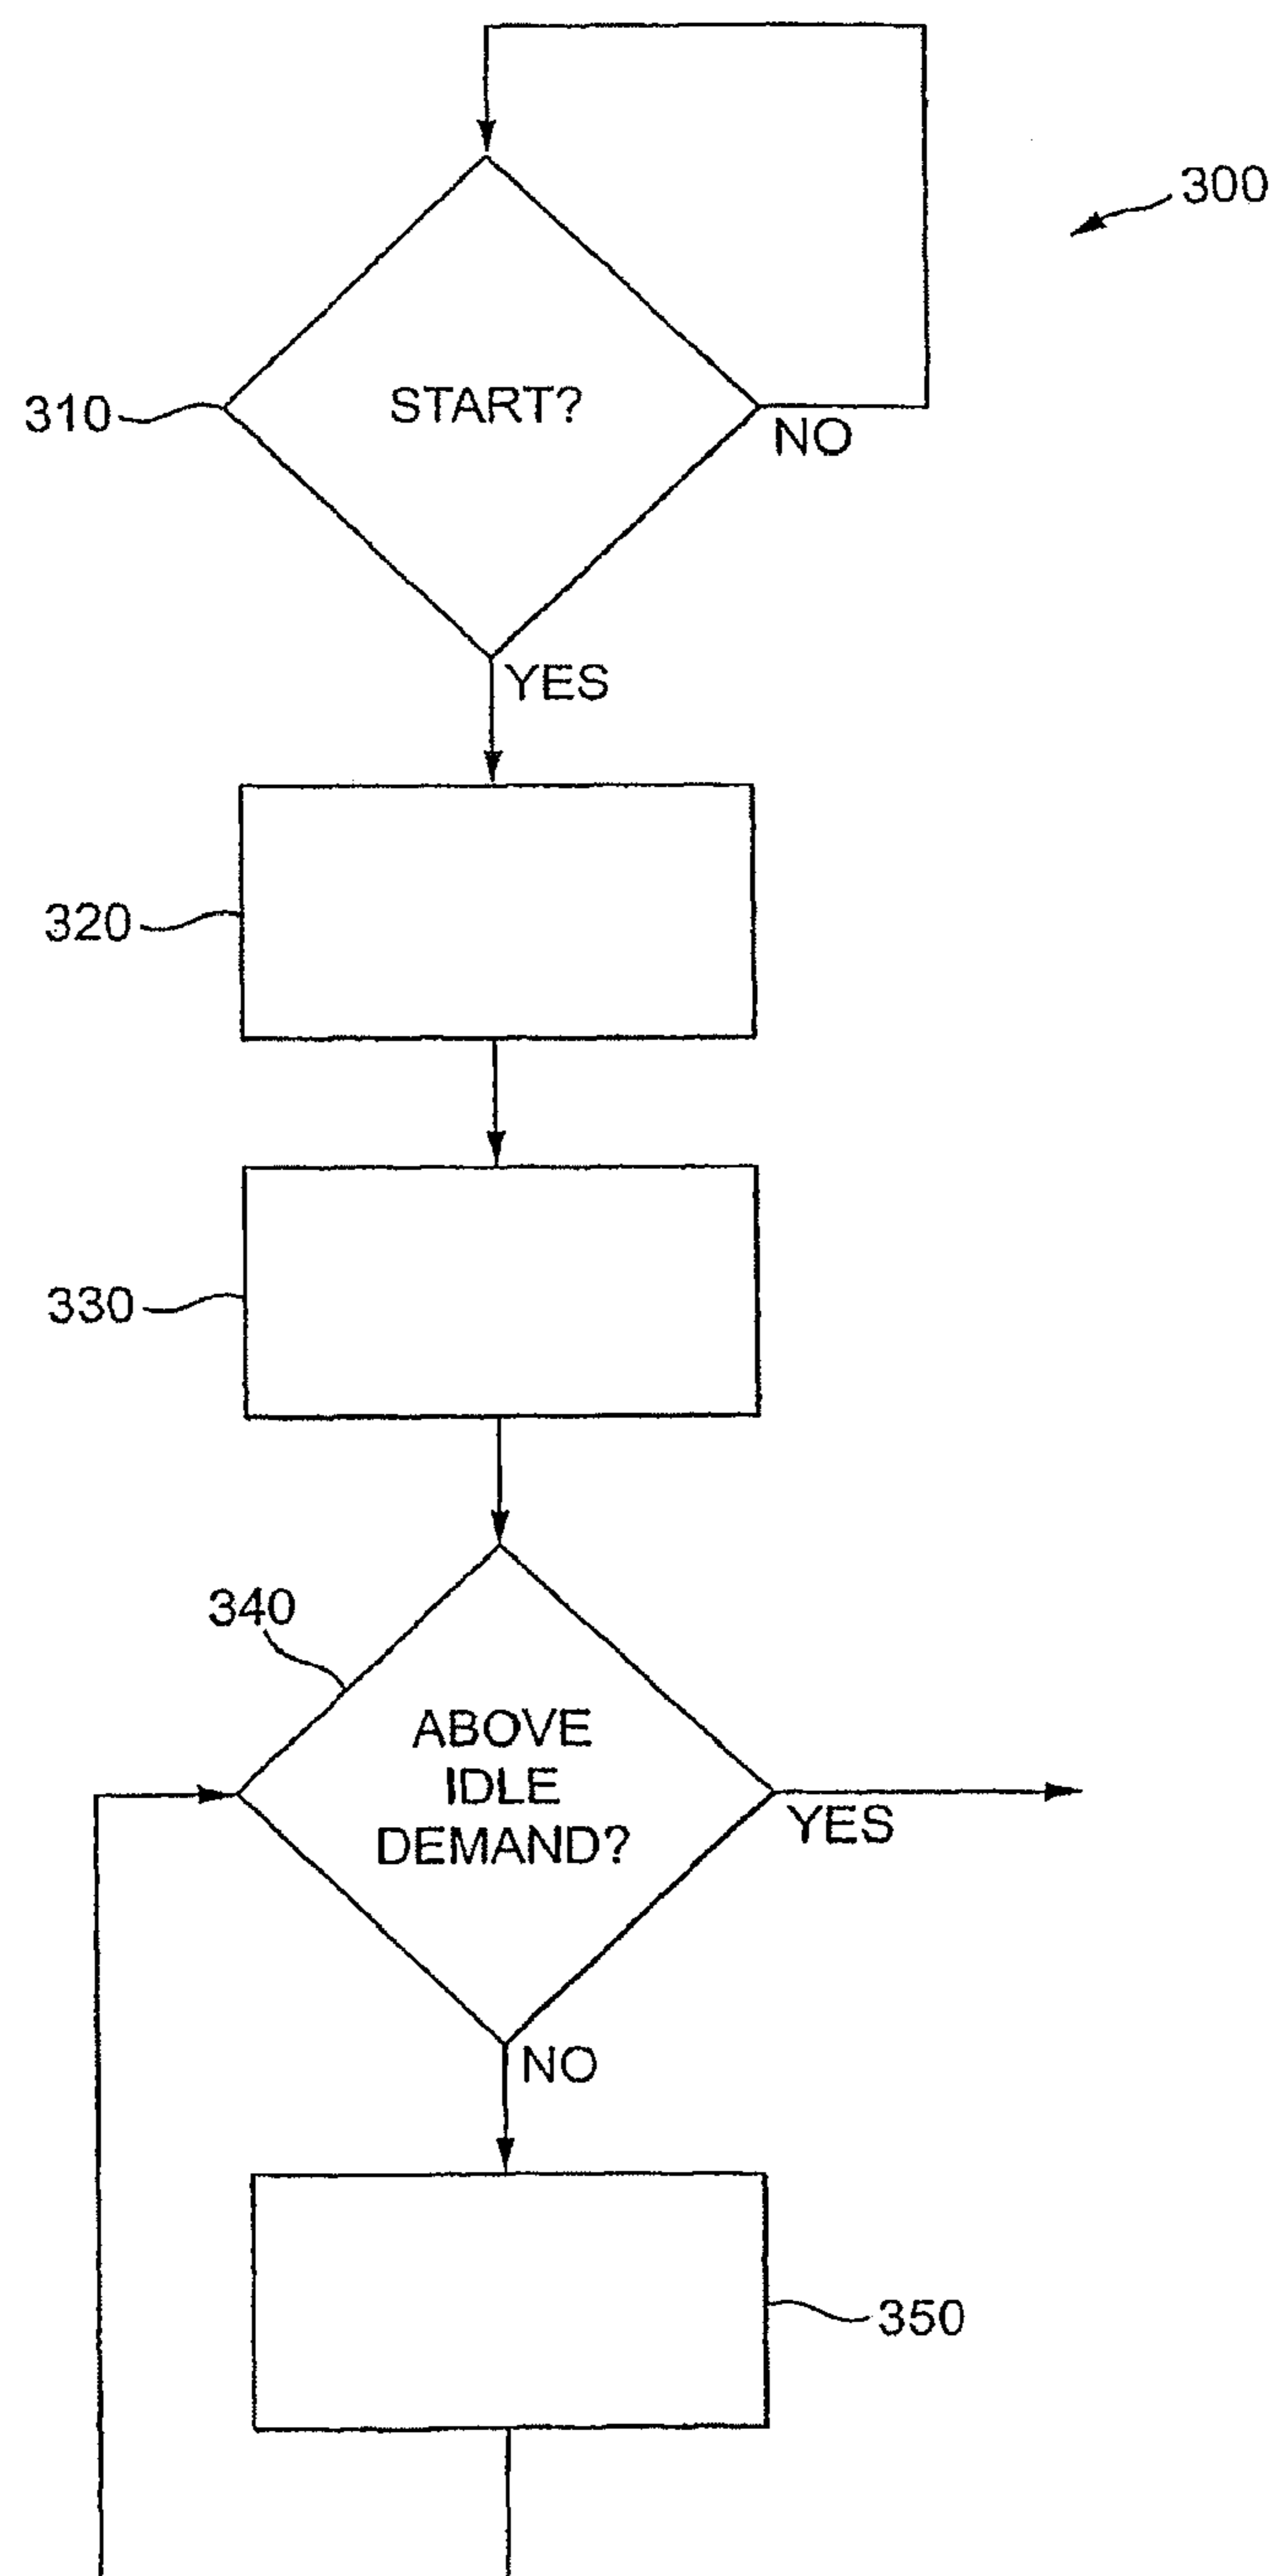 300
310
START?
NO
YES
320
330
340
ABOVE
IDLE
DEMAND?
YES
NO
350